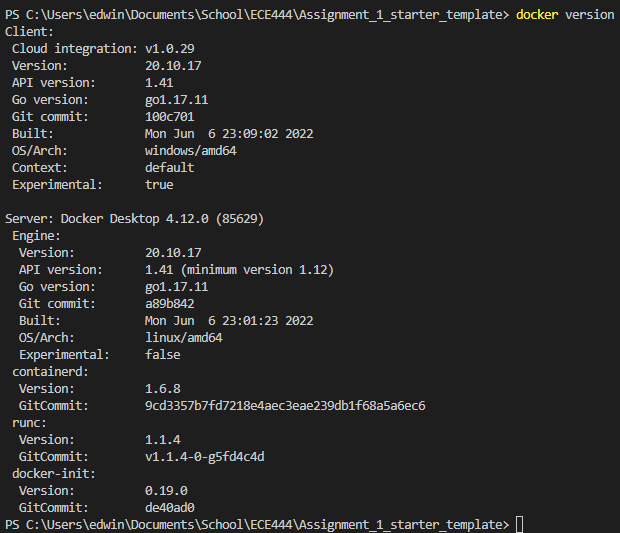 PS C:\Users\edwin\Documents\School\ECE444\Assignment_1_starter_template> docker version
Client:
 Cloud integration: v1.0.29
 Version:           20.10.17
 API version:       1.41
 Go version:        go1.17.11
 Git commit:        100c701
 Built:             Mon Jun  6 23:09:02 2022
 OS/Arch:           windows/amd64
 Context:           default
 Experimental:      true

Server: Docker Desktop 4.12.0 (85629)
 Engine:
  Version:          20.10.17
  API version:      1.41 (minimum version 1.12)
  Go version:       go1.17.11
  Git commit:       a89b842
  Built:            Mon Jun  6 23:01:23 2022
  OS/Arch:          linux/amd64
  Experimental:     false
 containerd:
  Version:          1.6.8
  GitCommit:        9cd3357b7fd7218e4aec3eae239db1f68a5a6ec6
 runc:
  Version:          1.1.4
  GitCommit:        v1.1.4-0-g5fd4c4d
 docker-init:
  Version:          0.19.0
  GitCommit:        de40ad0
PS C:\Users\edwin\Documents\School\ECE444\Assignment_1_starter_template>